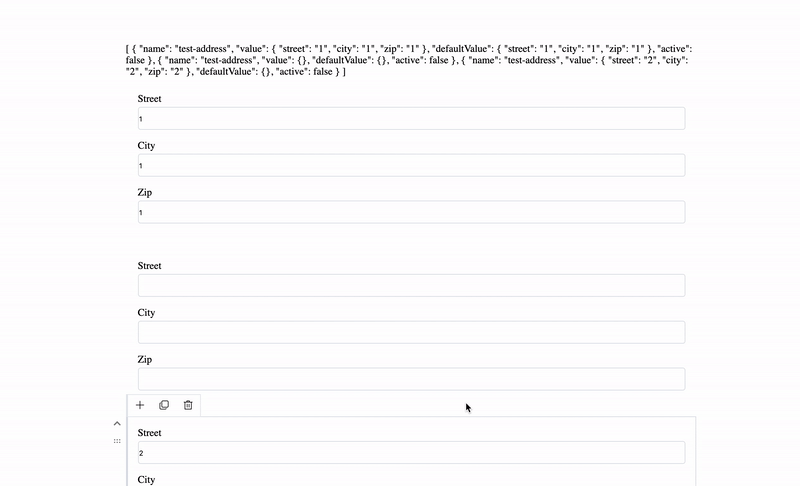 [ { "name": "test-address", "value": { "street": "1", "city": "1", "zip": "1" }, "defaultValue": { "street": "1", "city": "1", "zip": "1" }, "active":
false }, { "name": "test-address", "value": {}, "defaultValue": {}, "active": false }, { "name": "test-address", "value": { "street": "2", "city":
"2", "zip": "2" }, "defaultValue": {}, "active": false } ]
Street
1
City
1
Zip
1
Street
City
Zip
Street
2
City